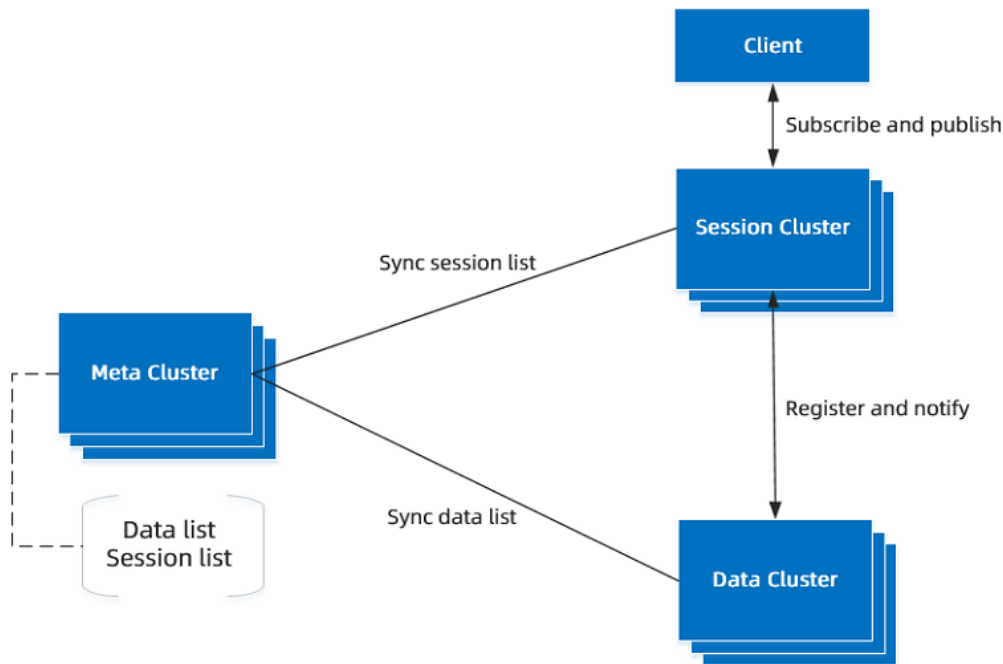 Client
Subscribe and publish
Session Cluster
Sync session list
Meta Cluster
Register and notify
Sync data list
Data list
Session list
Data Cluster